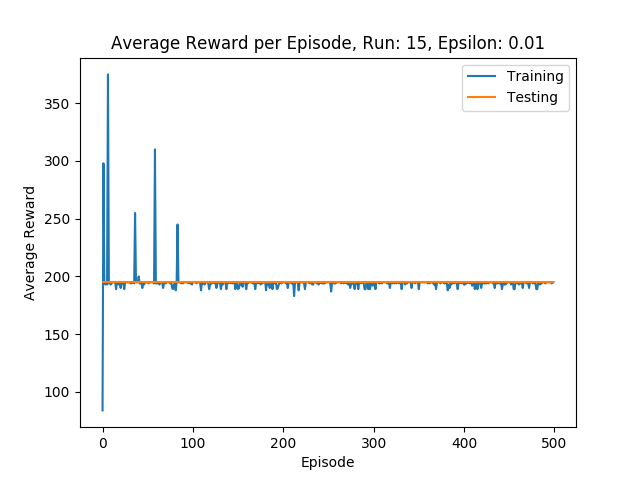 Average Reward per Episode, Run: 15, Epsilon: 0.01
Training
Testing
Average Reward
350
300
250
200
150
100
0 100 200 300 400 500
Episode